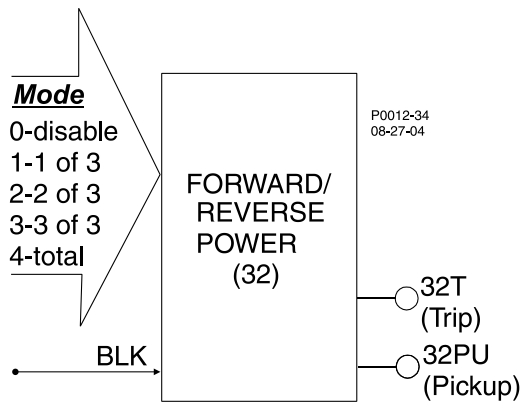 Mode
0-disable
1-1 of 3
2-2 of 3
3-3 of 3
4-total
BLK
FORWARD/
REVERSE
POWER
(32)
P0012-34
08-27-04
32T
(Trip)
32PU
(Pickup)